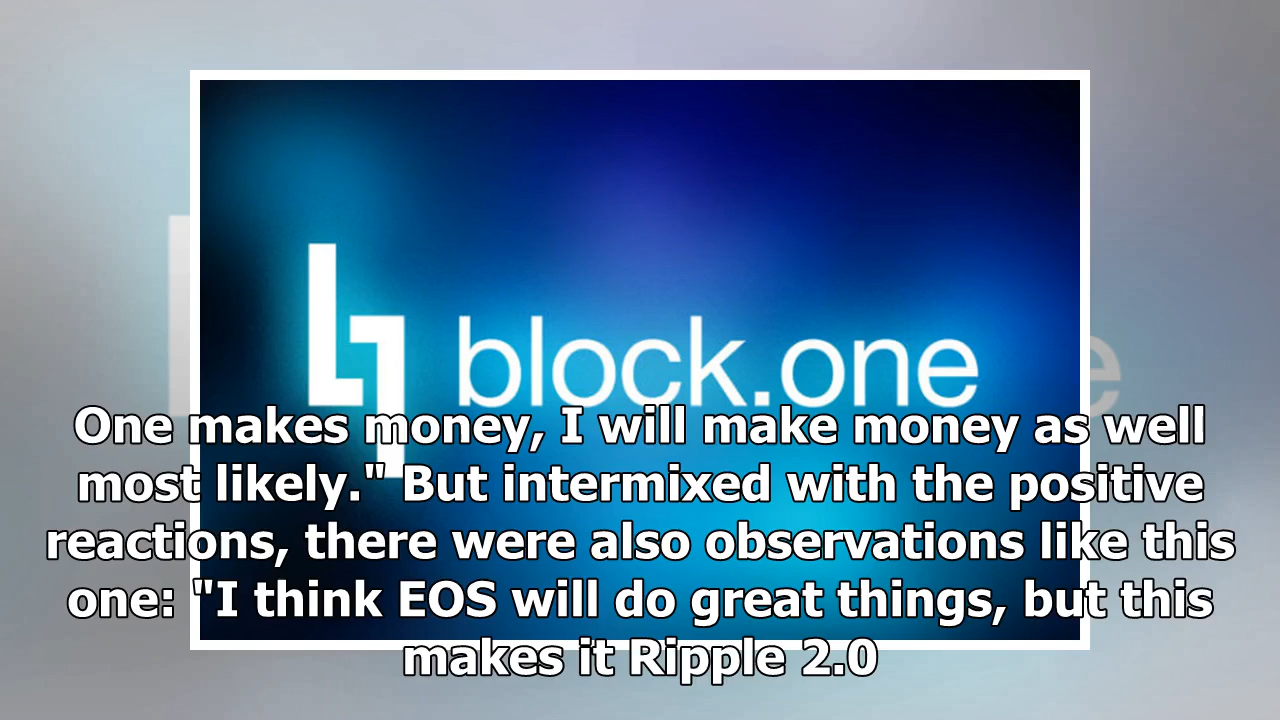 block.one
e
One makes money, I will make money as well
most likely." But intermixed with the positive
reactions, there were also observations like this
one: "I think EOS will do great things, but this
makes it Ripple 2.0